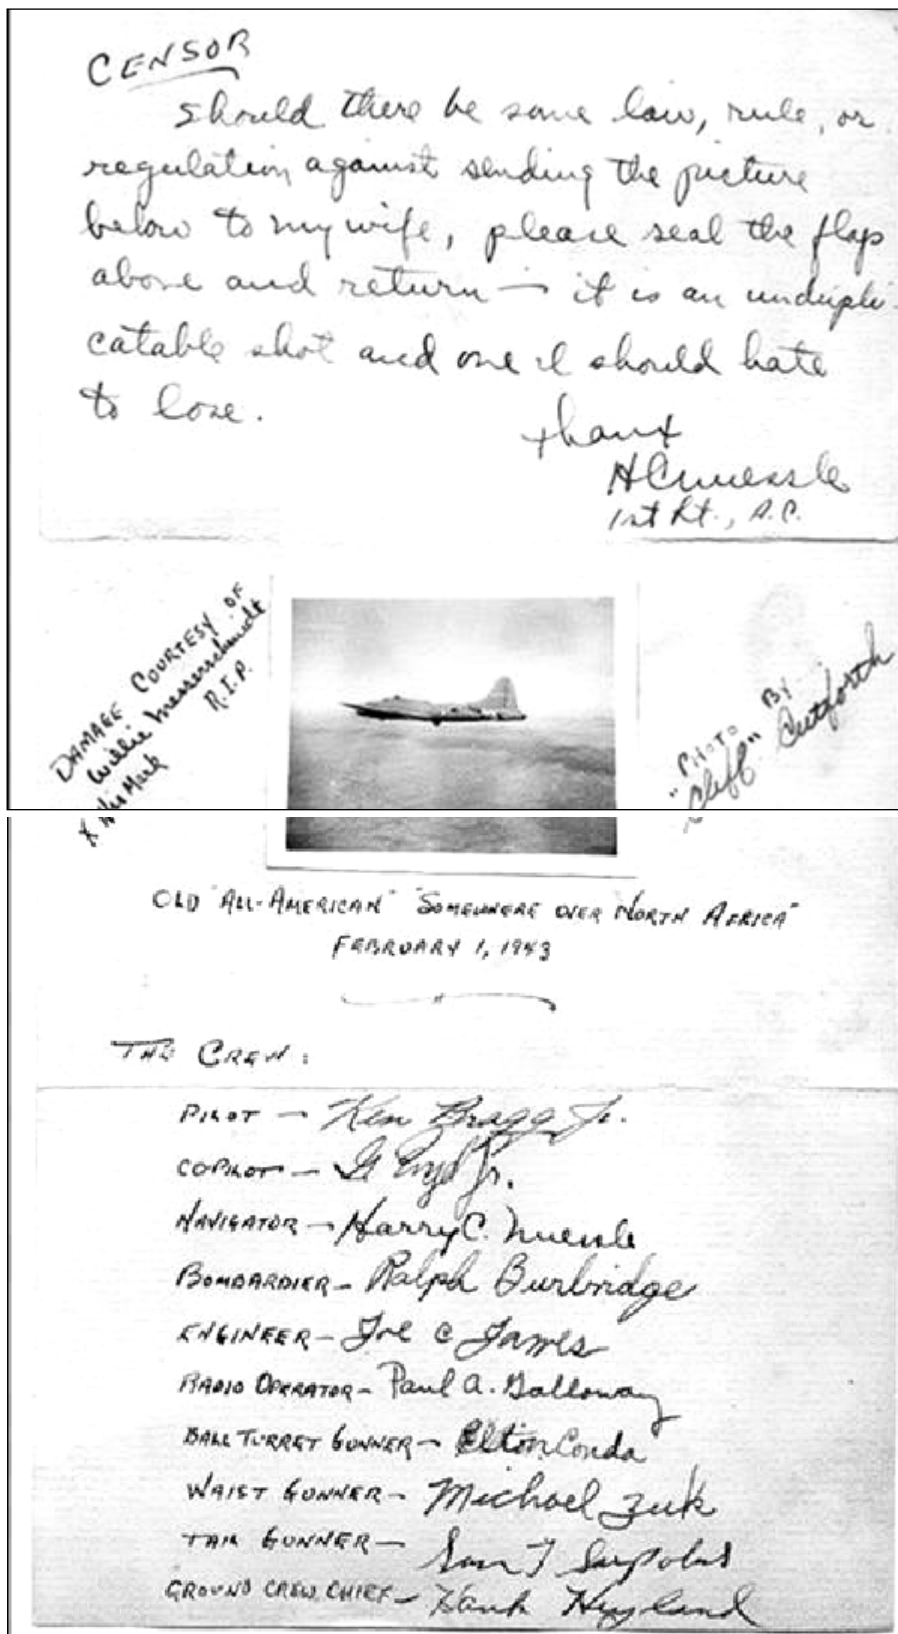 CENSOR
Should there be some law, rule, or
regulation against sending the picture
below to my wife, please seal the flap
above and return — it is an undupli-
catable shot and one I should hate
to lose.
Thanx
HCNuessle
1st Lt., A.C.
DAMAGE COURTESY OF
Willie Messerschmidt
R.I.P.
X His Mark
"PHOTO BY
"Cliff" Cutforth
OLD "ALL-AMERICAN" "SOMEWHERE OVER NORTH AFRICA"
FEBRUARY 1, 1943
THE CREW:
PILOT — Ken Bragg Jr.
COPILOT — Jr.
NAVIGATOR — Harry C. Nuessle
BOMBARDIER — Ralph Burbridge
ENGINEER — Joe C James
RADIO OPERATOR — Paul A. Galloway
BALL TURRET GUNNER — Elton Conda
WAIST GUNNER — Michael Zuk
TAIL GUNNER — Sam T Sarpolus
GROUND CREW CHIEF — Hank Hyland